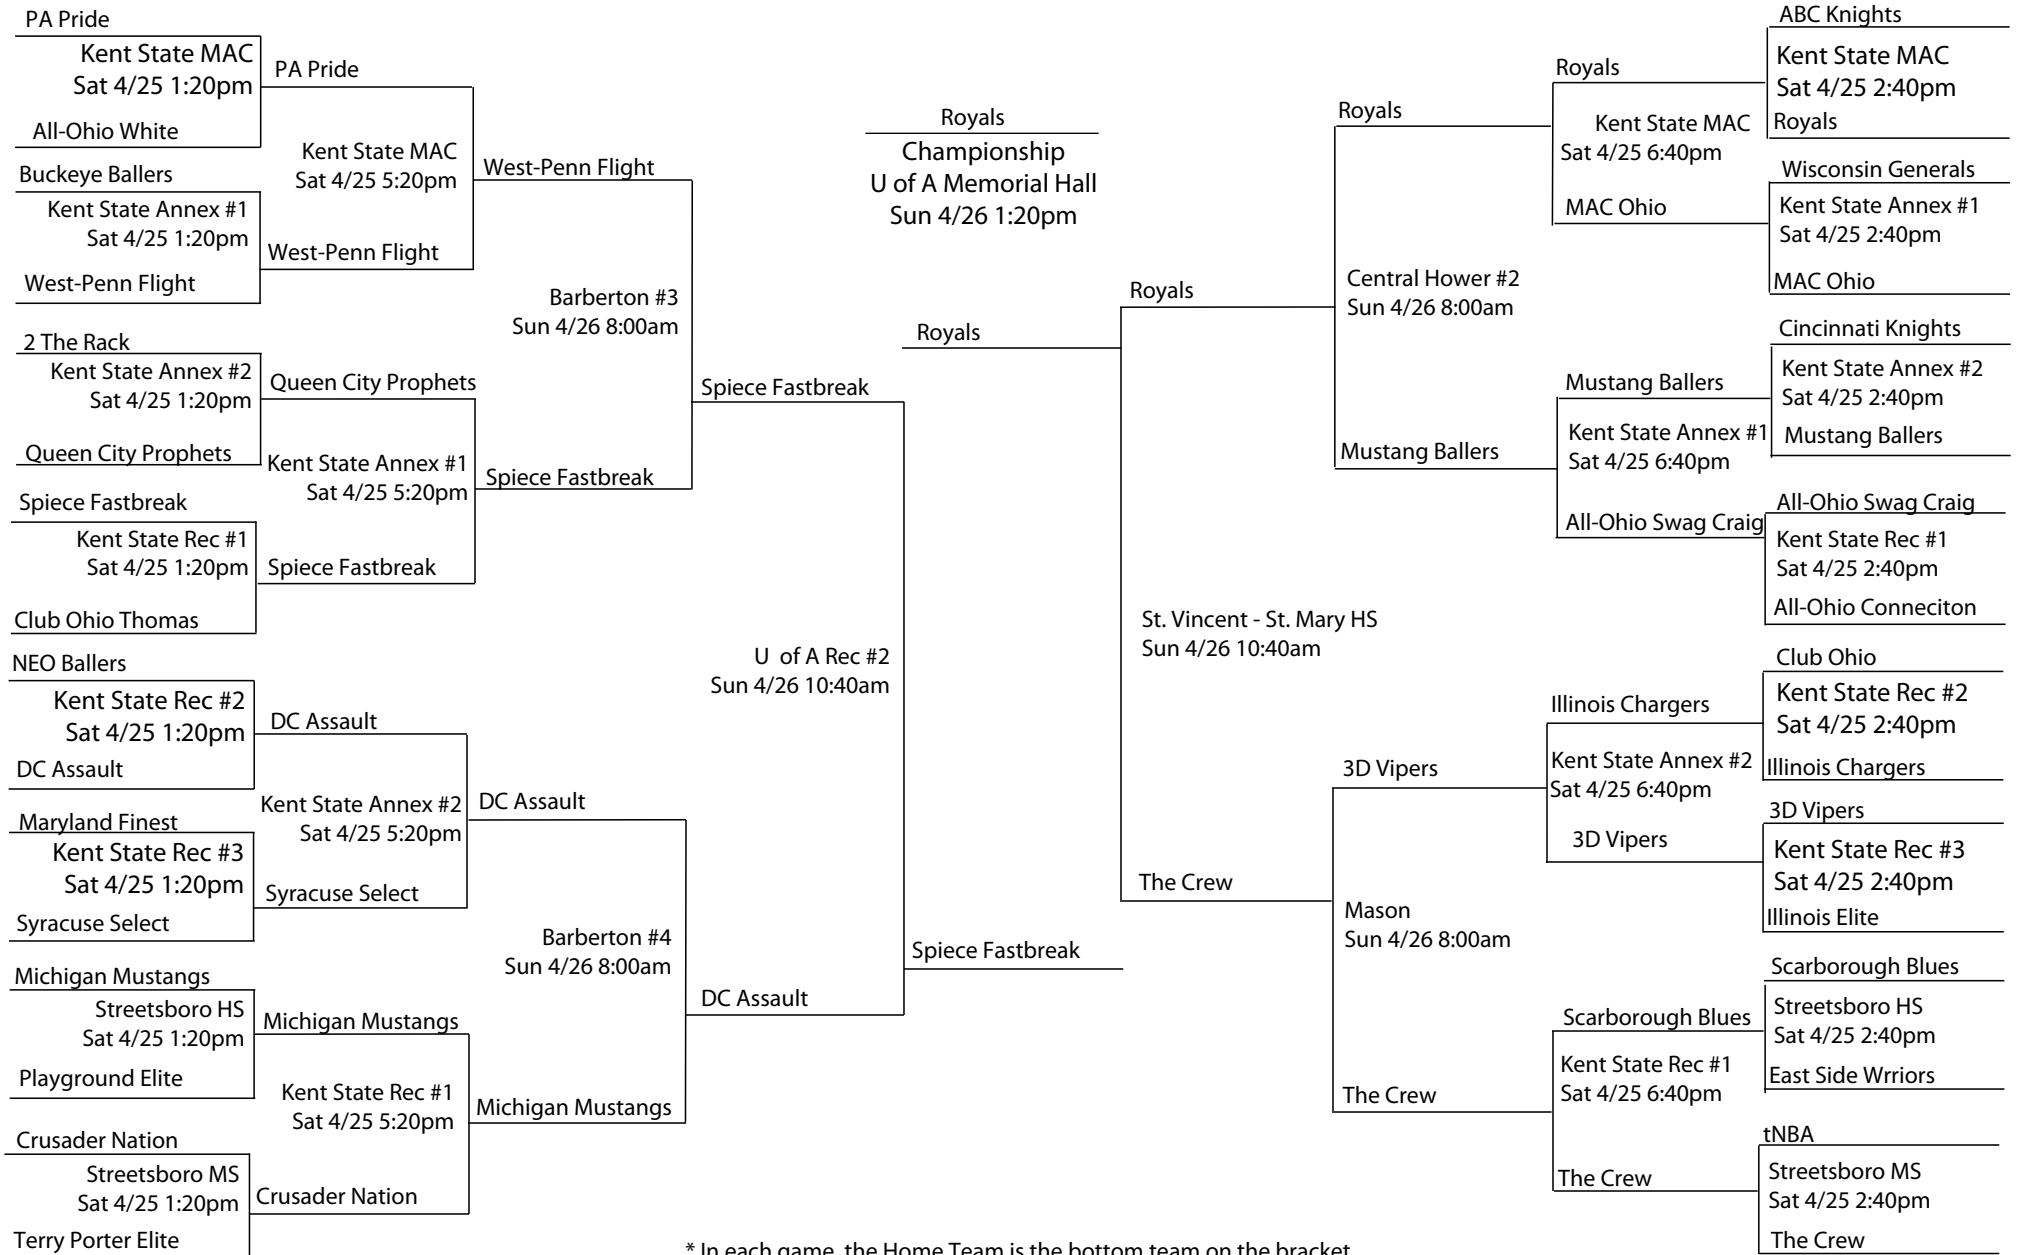 PA Pride
Kent State MAC
Sat 4/25 1:20pm
All-Ohio White
Buckeye Ballers
Kent State Annex #1
Sat 4/25 1:20pm
West-Penn Flight
2 The Rack
Kent State Annex #2
Sat 4/25 1:20pm
Queen City Prophets
Spiece Fastbreak
Kent State Rec #1
Sat 4/25 1:20pm
Club Ohio Thomas
NEO Ballers
Kent State Rec #2
Sat 4/25 1:20pm
DC Assault
Maryland Finest
Kent State Rec #3
Sat 4/25 1:20pm
Syracuse Select
Michigan Mustangs
Streetsboro HS
Sat 4/25 1:20pm
Playground Elite
Crusader Nation
Streetsboro MS
Sat 4/25 1:20pm
Terry Porter Elite
PA Pride
Kent State MAC
Sat 4/25 5:20pm
West-Penn Flight
Queen City Prophets
Kent State Annex #1
Sat 4/25 5:20pm
Spiece Fastbreak
DC Assault
Kent State Annex #2
Sat 4/25 5:20pm
Syracuse Select
Michigan Mustangs
Kent State Rec #1
Sat 4/25 5:20pm
Crusader Nation
West-Penn Flight
Barberton #3
Sun 4/26 8:00am
Spiece Fastbreak
DC Assault
Barberton #4
Sun 4/26 8:00am
Michigan Mustangs
Spiece Fastbreak
U of A Rec #2
Sun 4/26 10:40am
DC Assault
Royals
Championship
U of A Memorial Hall
Sun 4/26 1:20pm
Royals
Spiece Fastbreak
Royals
St. Vincent - St. Mary HS
Sun 4/26 10:40am
The Crew
Royals
Central Hower #2
Sun 4/26 8:00am
Mustang Ballers
3D Vipers
Mason
Sun 4/26 8:00am
The Crew
Royals
Kent State MAC
Sat 4/25 6:40pm
MAC Ohio
Mustang Ballers
Kent State Annex #1
Sat 4/25 6:40pm
All-Ohio Swag Craig
Illinois Chargers
Kent State Annex #2
Sat 4/25 6:40pm
3D Vipers
Scarborough Blues
Kent State Rec #1
Sat 4/25 6:40pm
The Crew
ABC Knights
Kent State MAC
Sat 4/25 2:40pm
Royals
Wisconsin Generals
Kent State Annex #1
Sat 4/25 2:40pm
MAC Ohio
Cincinnati Knights
Kent State Annex #2
Sat 4/25 2:40pm
Mustang Ballers
All-Ohio Swag Craig
Kent State Rec #1
Sat 4/25 2:40pm
All-Ohio Conneciton
Club Ohio
Kent State Rec #2
Sat 4/25 2:40pm
Illinois Chargers
3D Vipers
Kent State Rec #3
Sat 4/25 2:40pm
Illinois Elite
Scarborough Blues
Streetsboro HS
Sat 4/25 2:40pm
East Side Wrriors
tNBA
Streetsboro MS
Sat 4/25 2:40pm
The Crew
* In each game, the Home Team is the bottom team on the bracket